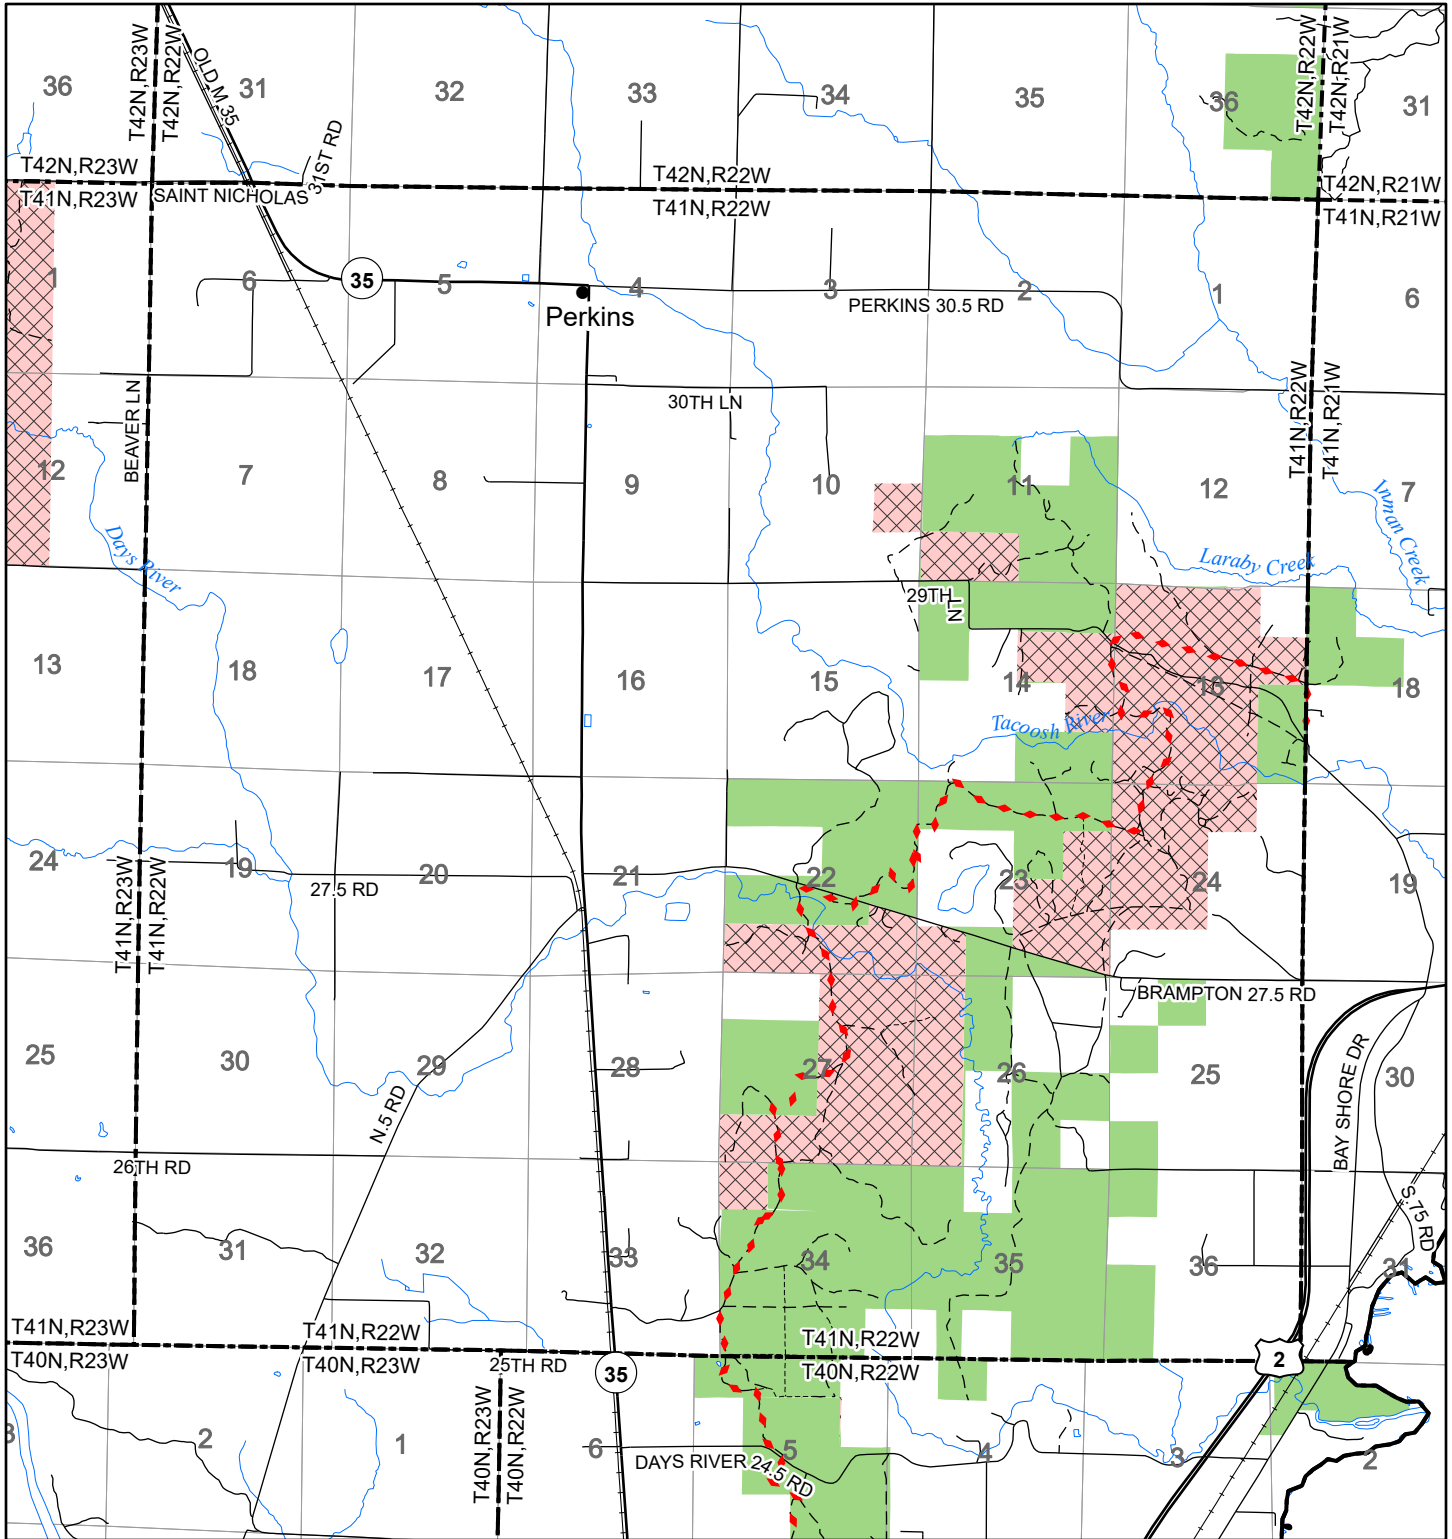 T42N,R23W
T42N,R22W
OLD M 35
T42N,R22W
T42N,R21W
36
31
32
33
34
35
36
31
31ST RD
T42N,R23W
T41N,R23W
SAINT NICHOLAS
T42N,R22W
T41N,R22W
T42N,R21W
T41N,R21W
1
6
35
5
4
3
2
1
6
Perkins
PERKINS 30.5 RD
BEAVER LN
30TH LN
T41N,R22W
T41N,R21W
12
7
8
9
10
11
12
7
Days River
Laraby Creek
Inman Creek
29TH
LN
13
18
17
16
15
14
13
18
Tacoosh River
24
19
20
21
22
23
24
19
T41N,R23W
T41N,R22W
27.5 RD
BRAMPTON 27.5 RD
25
30
29
28
27
26
25
30
N.5 RD
BAY SHORE DR
26TH RD
S.75 RD
36
31
32
33
34
35
36
31
T41N,R23W
T40N,R23W
T41N,R22W
T40N,R23W
25TH RD
T41N,R22W
T40N,R22W
35
2
T40N,R23W
T40N,R22W
3
2
1
6
5
4
3
2
DAYS RIVER 24.5 RD